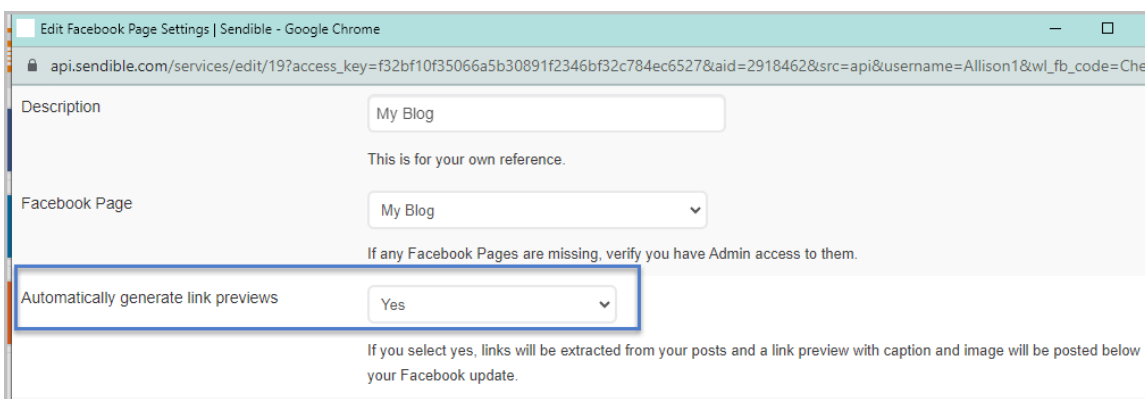 Edit Facebook Page Settings | Sendible - Google Chrome
api.sendible.com/services/edit/19?access_key=f32bf10f35066a5b30891f2346bf32c784ec6527&aid=2918462&src=api&username=Allison1&wl_fb_code=Che
Description
My Blog
This is for your own reference.
Facebook Page
My Blog
If any Facebook Pages are missing, verify you have Admin access to them.
Automatically generate link previews
Yes
If you select yes, links will be extracted from your posts and a link preview with caption and image will be posted below
your Facebook update.